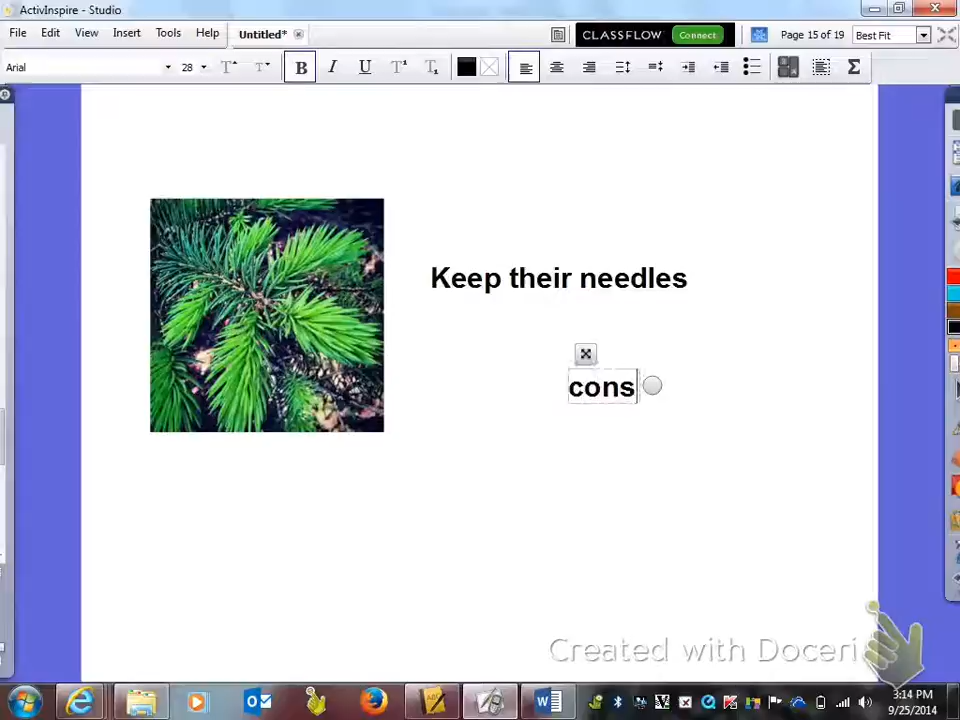 ActivInspire - Studio
File Edit View Insert Tools Help Untitled* CLASSFLOW Connect Page 15 of 19 Best Fit
Arial 28 B I U T T Σ
Keep their needles
cons
Created with Doceri
3:14 PM
9/25/2014